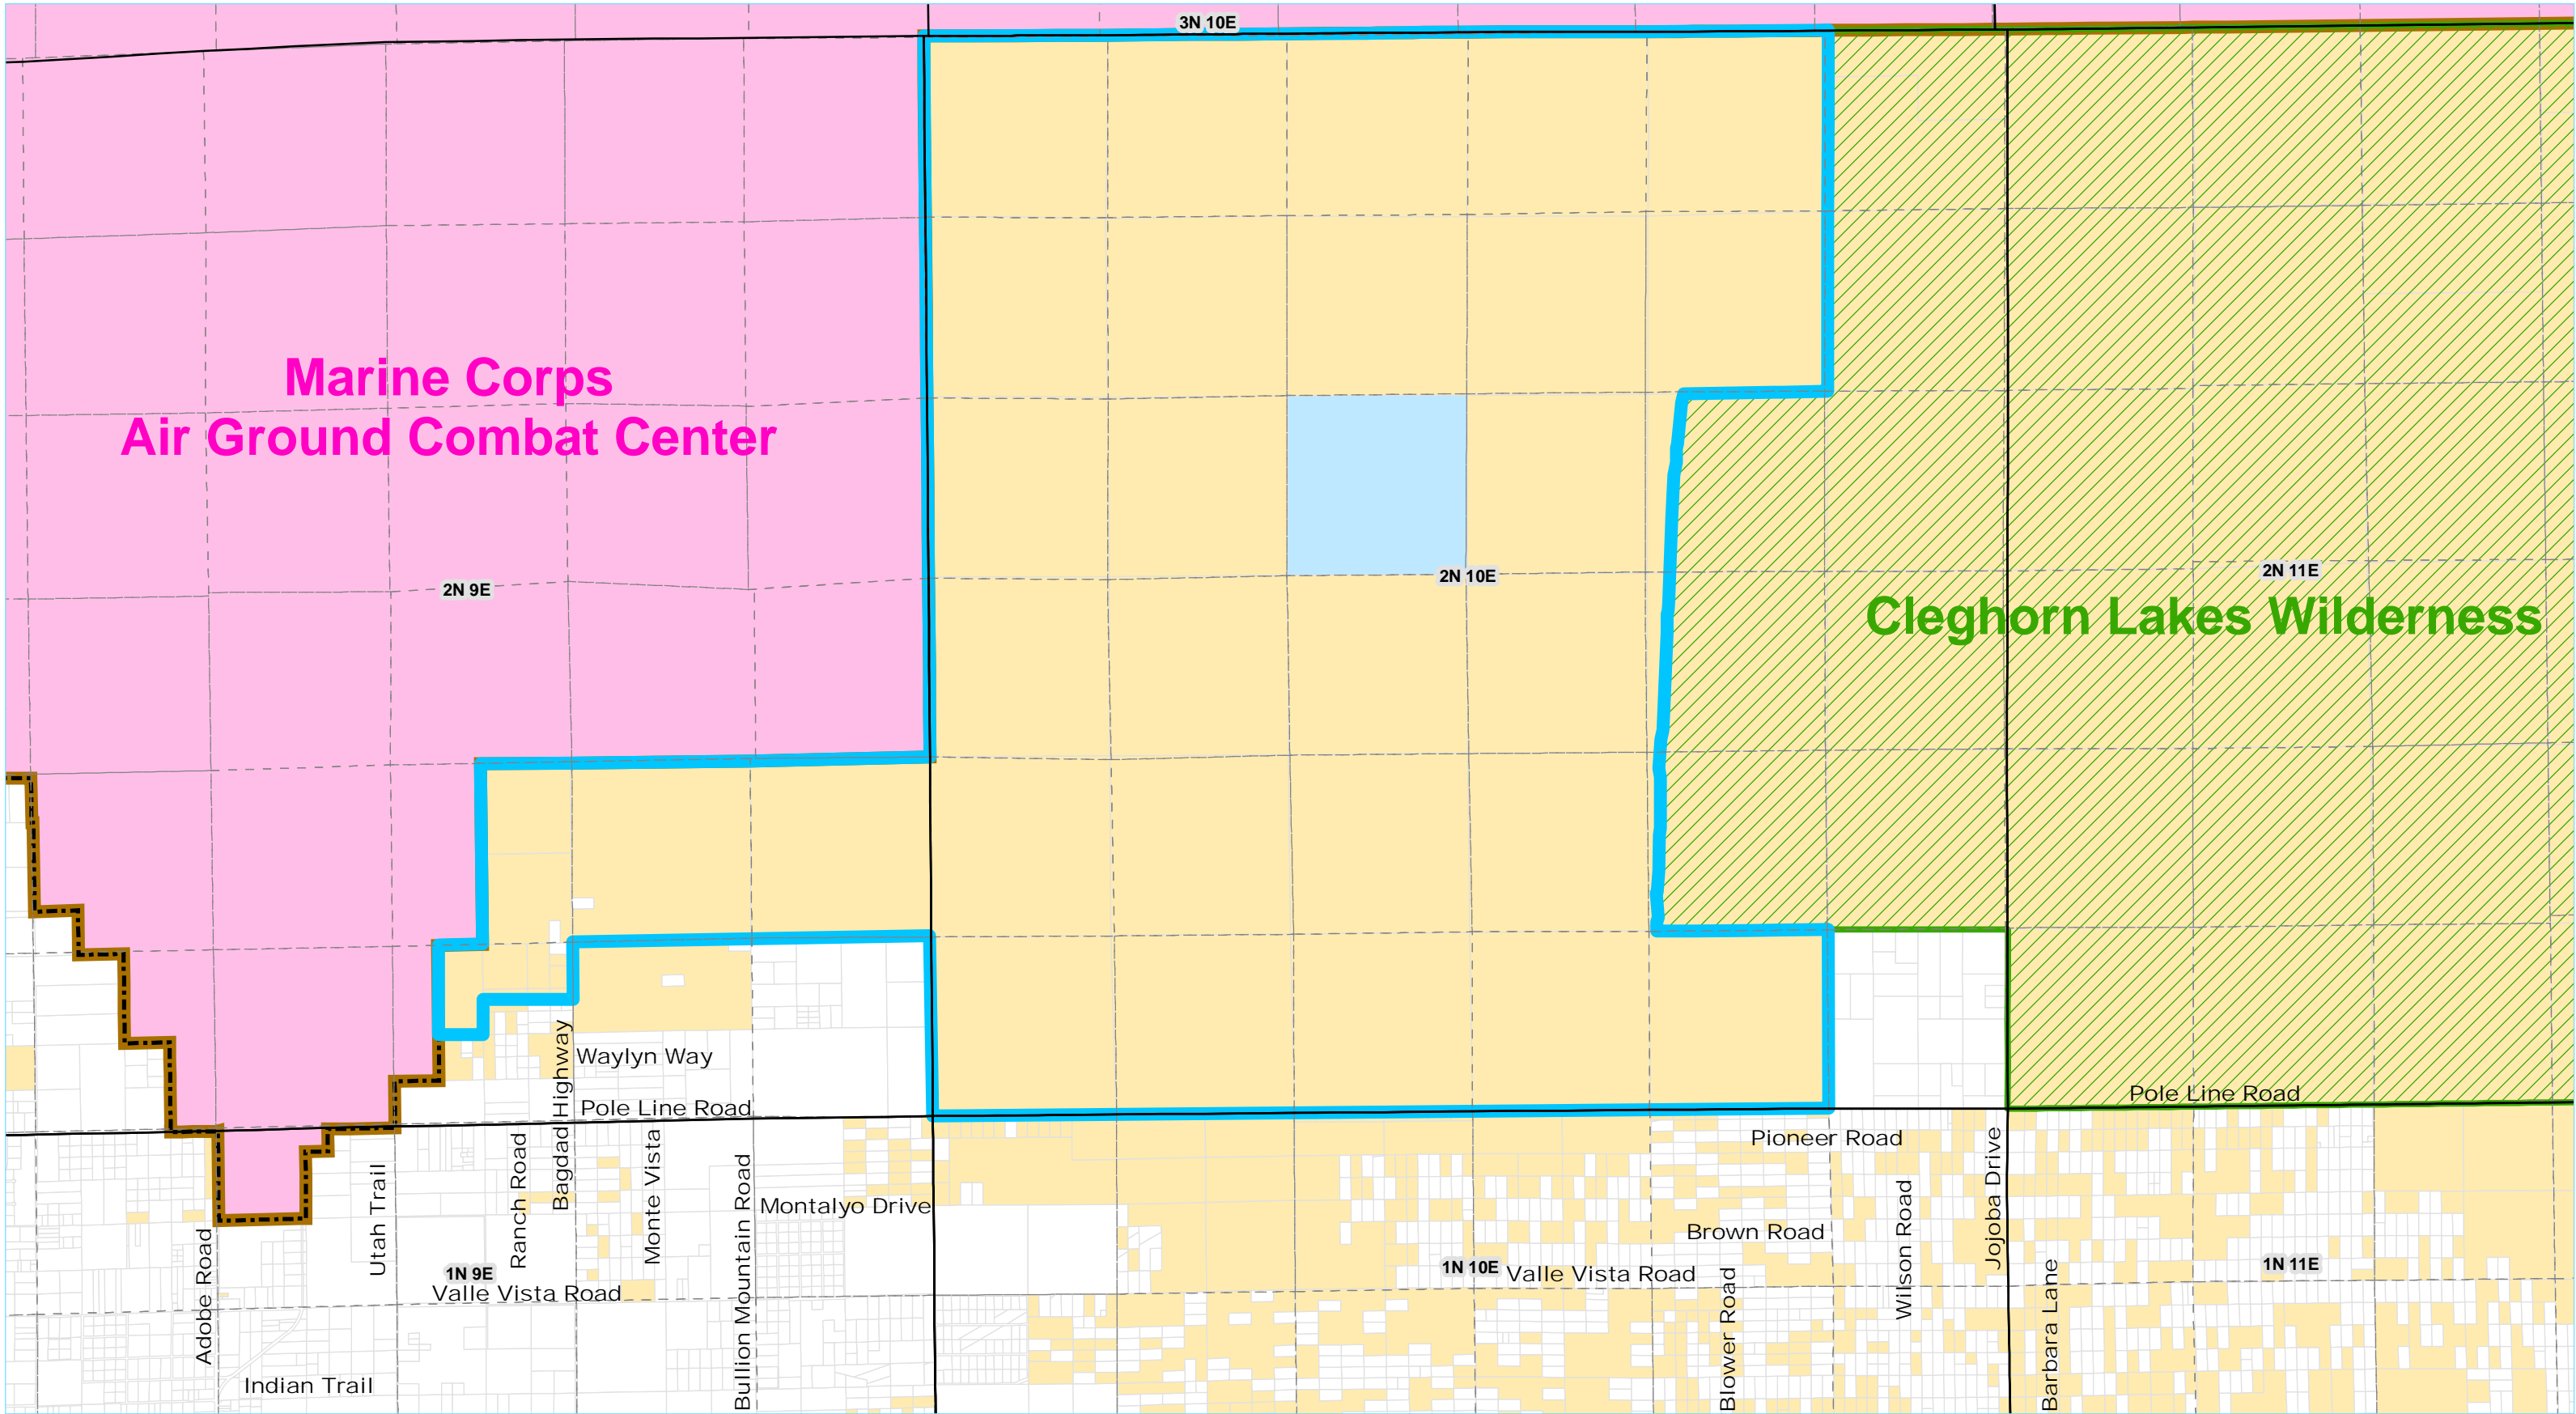 3N 10E
Marine Corps
Air Ground Combat Center
2N 9E
2N 10E
2N 11E
Cleghorn Lakes Wilderness
Waylyn Way
Bagdad Highway
Pole Line Road
Pole Line Road
Pioneer Road
Utah Trail
Ranch Road
Monte Vista
Bullion Mountain Road
Montalyo Drive
Jojoba Drive
Wilson Road
Brown Road
Adobe Road
1N 9E
1N 10E
1N 11E
Valle Vista Road
Valle Vista Road
Blower Road
Barbara Lane
Indian Trail